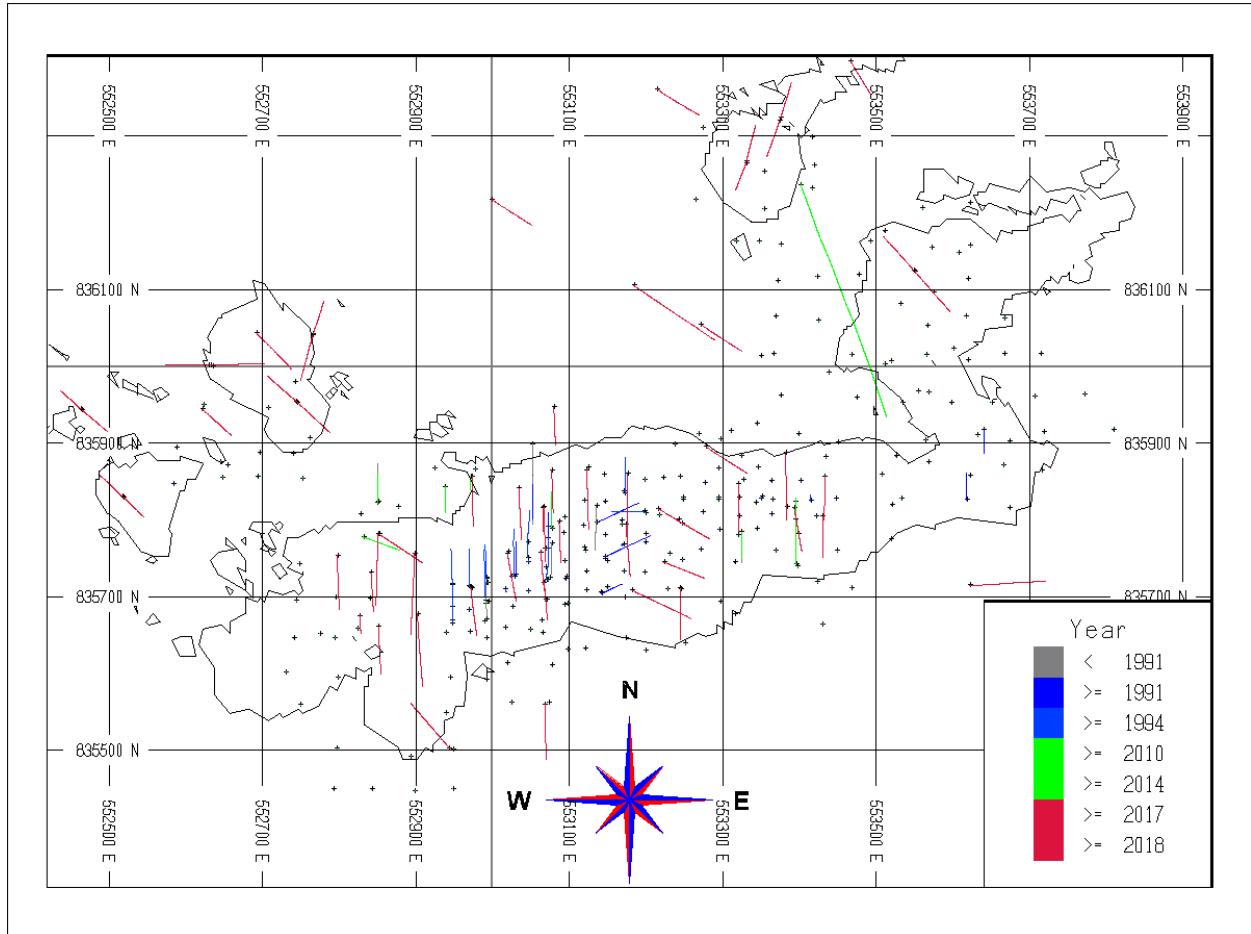 552500 E
552700 E
552900 E
553100 E
553300 E
553500 E
553700 E
553900 E
836100 N
836100 N
835900 N
835900 N
835700 N
835700 N
835500 N
552500 E
552700 E
552900 E
553100 E
553300 E
553500 E
N
W
E
Year
< 1991
>= 1991
>= 1994
>= 2010
>= 2014
>= 2017
>= 2018